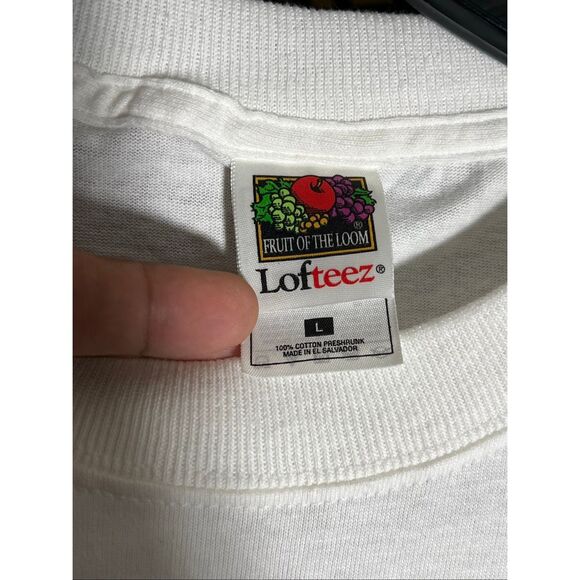 FRUIT OF THE LOOM
®
Lofteez®
L
100% COTTON PRESHRUNK
MADE IN EL SALVADOR